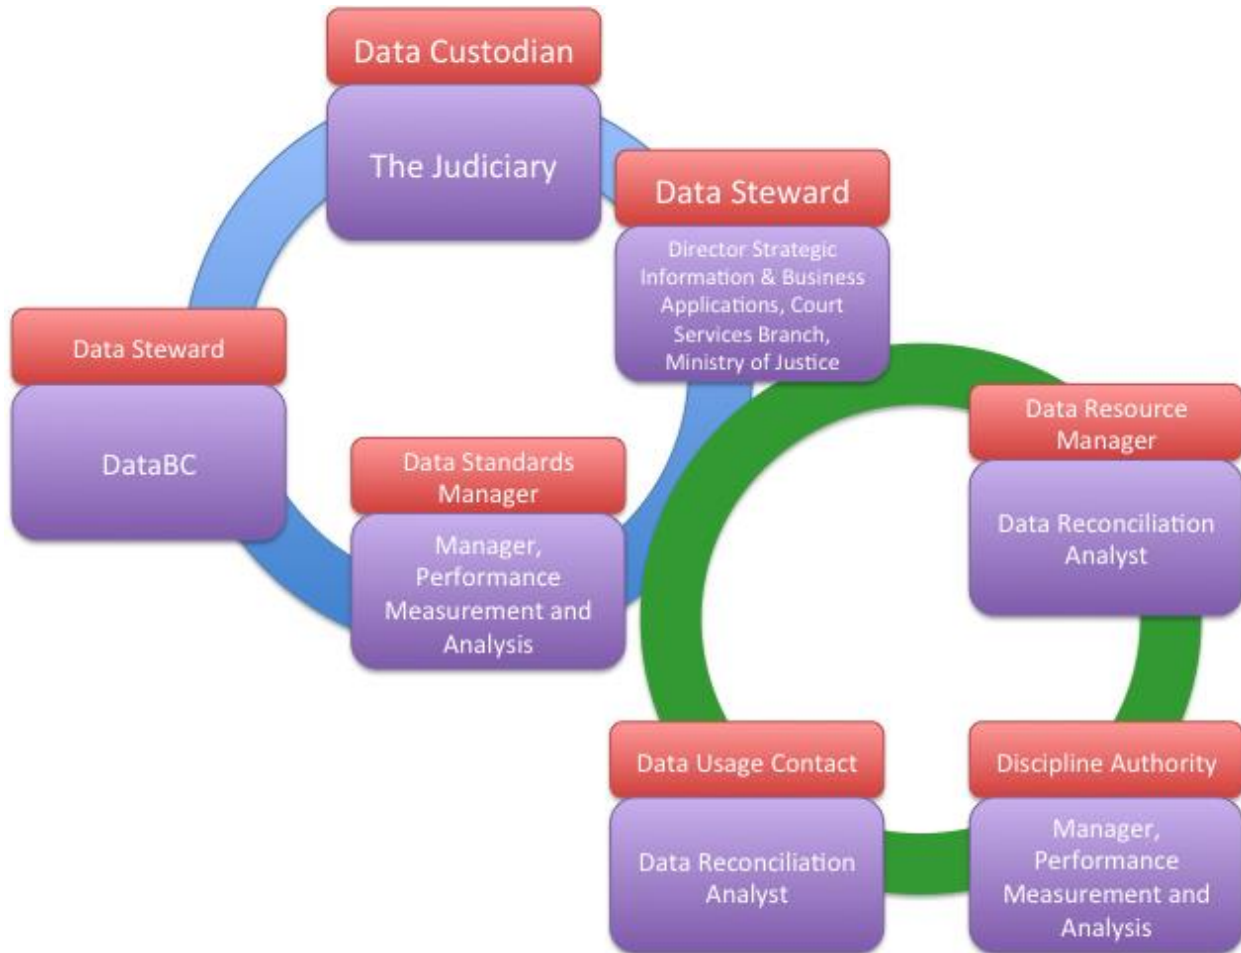 Data Custodian
The Judiciary
Data Steward
Director Strategic
Information & Business
Applications, Court
Services Branch,
Ministry of Justice
Data Steward
DataBC
Data Standards
Manager
Manager,
Performance
Measurement and
Analysis
Data Resource
Manager
Data Reconciliation
Analyst
Data Usage Contact
Data Reconciliation
Analyst
Discipline Authority
Manager,
Performance
Measurement and
Analysis